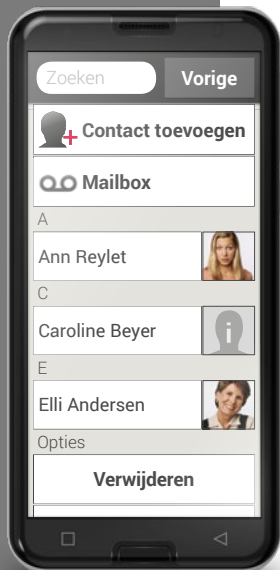 Zoeken
Vorige
Contact toevoegen
Mailbox
A
Ann Reylet
C
Caroline Beyer
E
Elli Andersen
Opties
Verwijderen